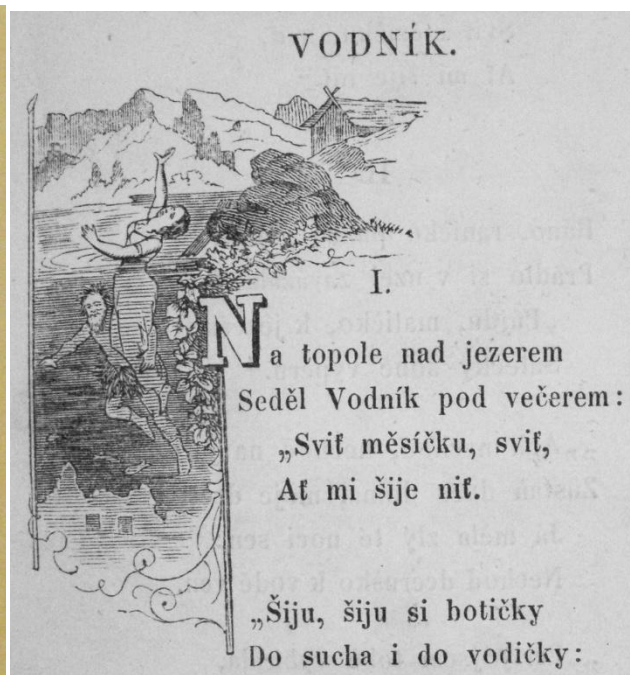 VODNÍK.
I.
Na topole nad jezerem
Seděl Vodník pod večerem:
„Sviť měsíčku, sviť,
Ať mi šije niť.
„Šiju, šiju si botičky
Do sucha i do vodičky: